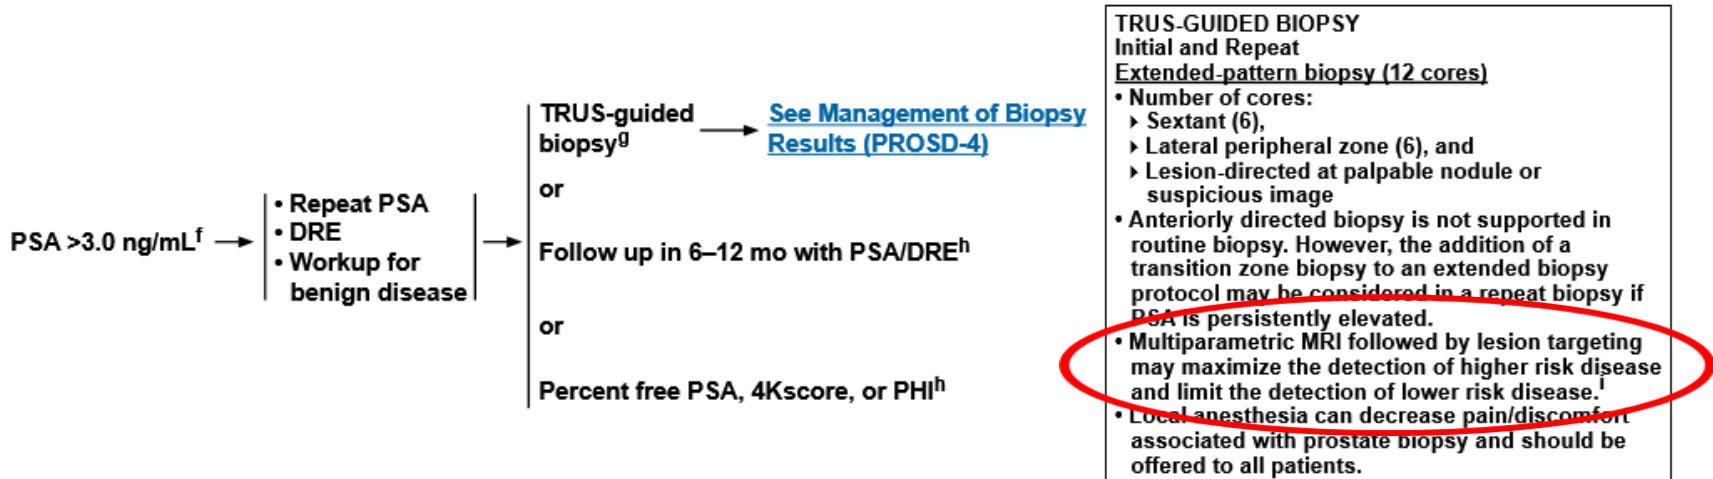 PSA >3.0 ng/mLf
• Repeat PSA
• DRE
• Workup for
benign disease
TRUS-guided
biopsyg
See Management of Biopsy
Results (PROSD-4)
or
Follow up in 6–12 mo with PSA/DREh
or
Percent free PSA, 4Kscore, or PHIh
TRUS-GUIDED BIOPSY
Initial and Repeat
Extended-pattern biopsy (12 cores)
• Number of cores:
▸ Sextant (6),
▸ Lateral peripheral zone (6), and
▸ Lesion-directed at palpable nodule or
suspicious image
• Anteriorly directed biopsy is not supported in
routine biopsy. However, the addition of a
transition zone biopsy to an extended biopsy
protocol may be considered in a repeat biopsy if
PSA is persistently elevated.
• Multiparametric MRI followed by lesion targeting
may maximize the detection of higher risk disease
and limit the detection of lower risk disease.i
• Local anesthesia can decrease pain/discomfort
associated with prostate biopsy and should be
offered to all patients.